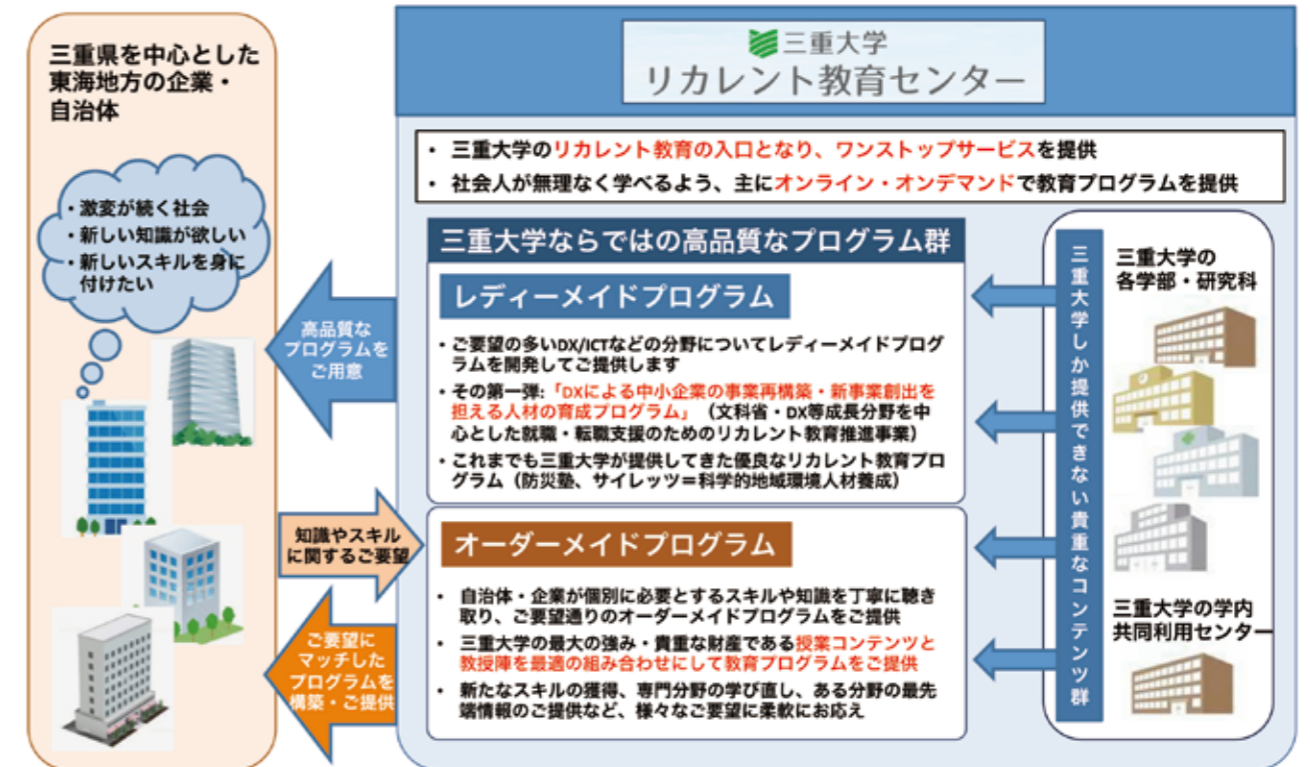 三重県を中心とした
東海地方の企業・
自治体
・激変が続く社会
・新しい知識が欲しい
・新しいスキルを身に
付けたい
高品質な
プログラムを
ご用意
知識やスキル
に関するご要望
ご要望に
マッチした
プログラムを
構築・ご提供
三重大学
リカレント教育センター
・ 三重大学のリカレント教育の入口となり、ワンストップサービスを提供
・ 社会人が無理なく学べるよう、主にオンライン・オンデマンドで教育プログラムを提供
三重大学ならではの高品質なプログラム群
レディーメイドプログラム
・ご要望の多いDX/ICTなどの分野についてレディーメイドプログ
ラムを開発してご提供します
・その第一弾:「DXによる中小企業の事業再構築・新事業創出を
担える人材の育成プログラム」（文科省・DX等成長分野を中
心とした就職・転職支援のためのリカレント教育推進事業）
・これまでも三重大学が提供してきた優良なリカレント教育プロ
グラム（防災塾、サイレッツ＝科学的地域環境人材養成）
オーダーメイドプログラム
・ 自治体・企業が個別に必要とするスキルや知識を丁寧に聴き
取り、ご要望通りのオーダーメイドプログラムをご提供
・ 三重大学の最大の強み・貴重な財産である授業コンテンツと
教授陣を最適の組み合わせにして教育プログラムをご提供
・ 新たなスキルの獲得、専門分野の学び直し、ある分野の最先
端情報のご提供など、様々なご要望に柔軟にお応え
三重大学しか提供できない貴重なコンテンツ群
三重大学の
各学部・研究科
三重大学の学内
共同利用センター